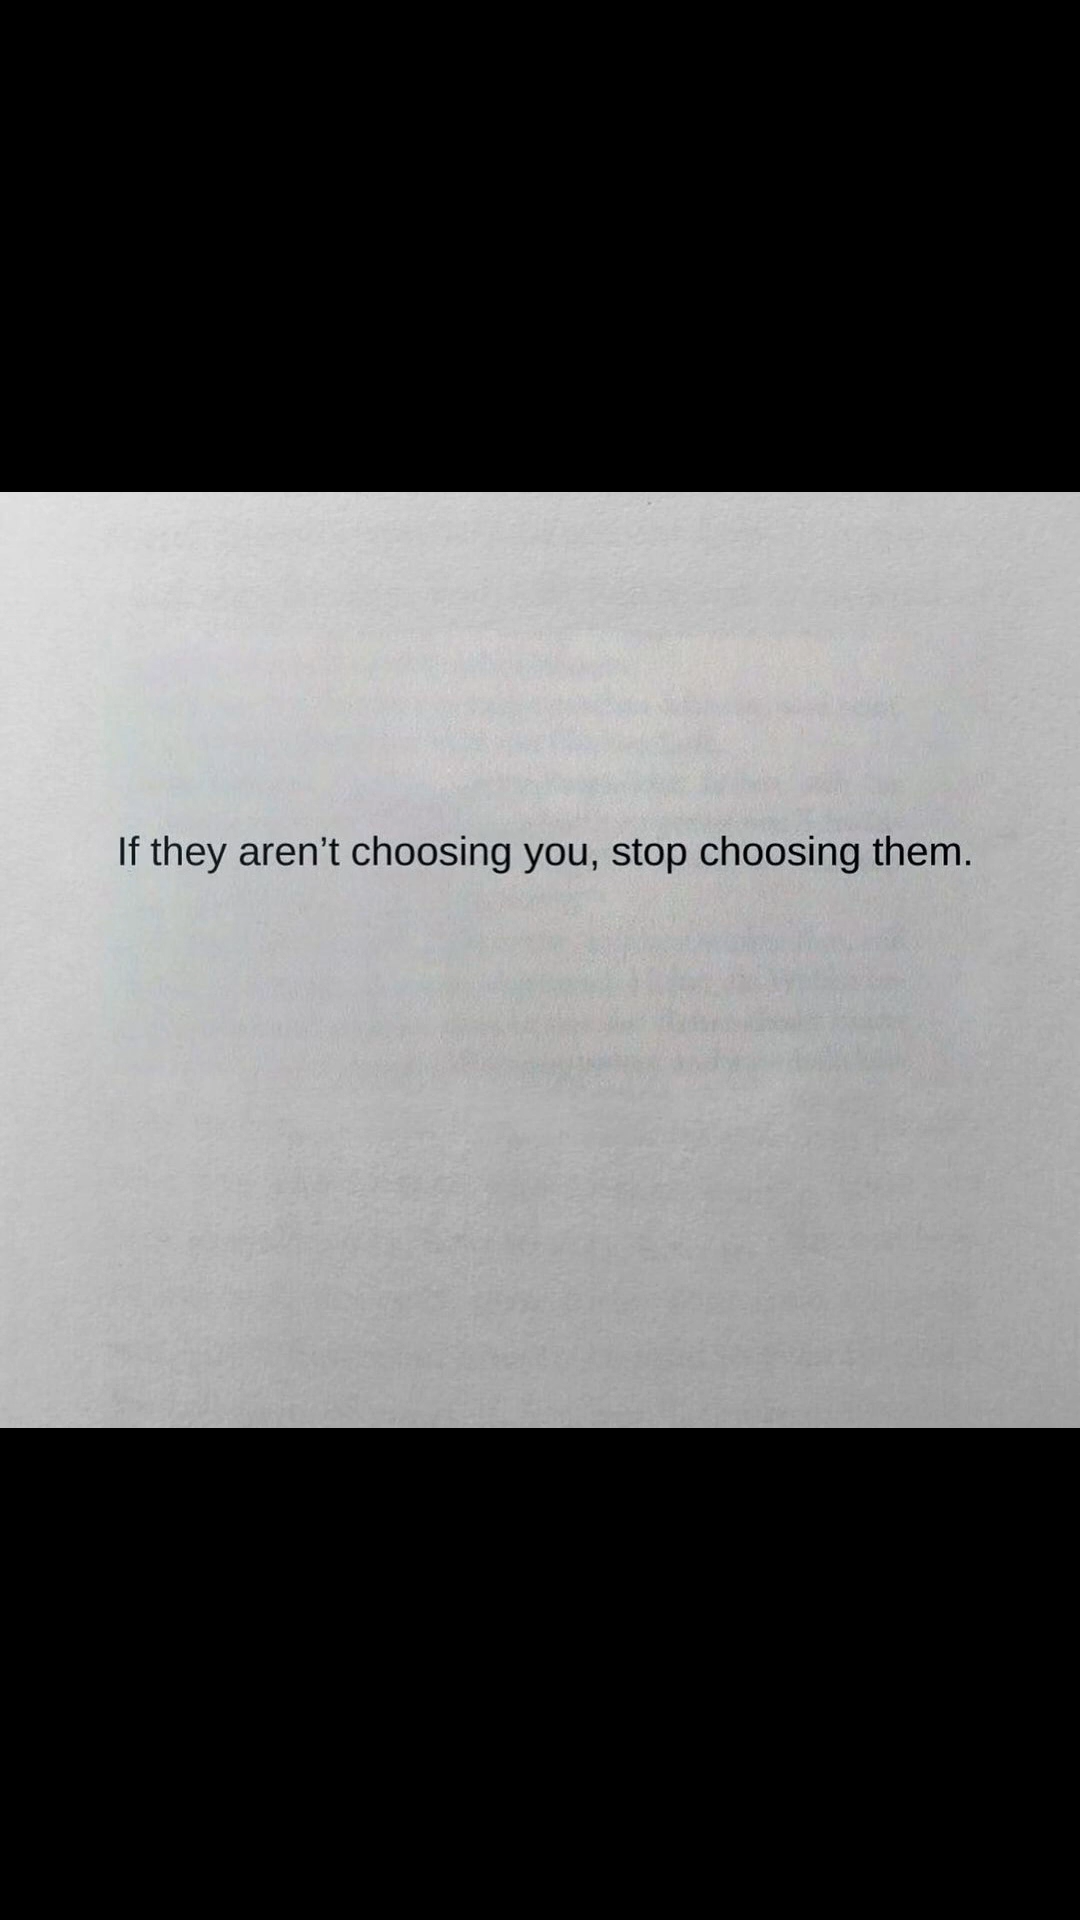 If they aren’t choosing you, stop choosing them.